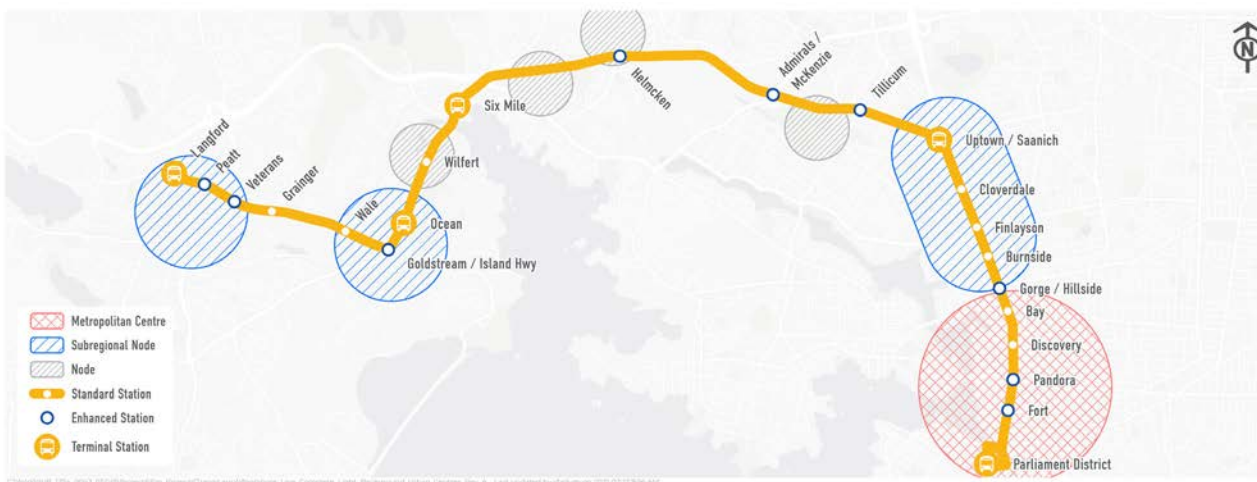 N
Langford
Peatt
Veterans
Grainger
Wale
Goldstream / Island Hwy
Ocean
Wilfert
Six Mile
Helmcken
Admirals /
McKenzie
Tillicum
Uptown / Saanich
Cloverdale
Finlayson
Burnside
Gorge / Hillside
Bay
Discovery
Pandora
Fort
Parliament District
Metropolitan Centre
Subregional Node
Node
Standard Station
Enhanced Station
Terminal Station